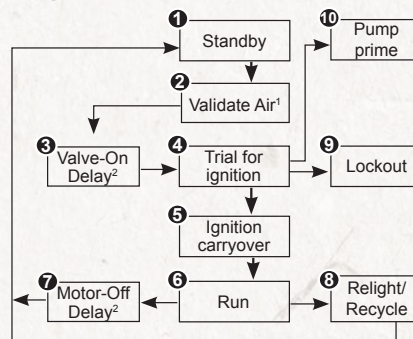 1 Standby
2 Validate Air¹
3 Valve-On
Delay²
4 Trial for
ignition
5 Ignition
carryover
6 Run
7 Motor-Off
Delay²
8 Relight/
Recycle
9 Lockout
10 Pump
prime